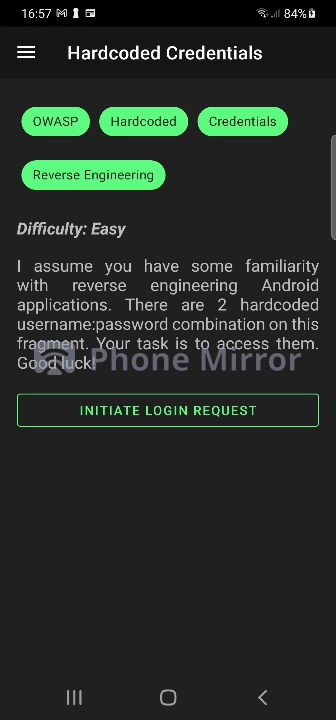 16:57 84%
Hardcoded Credentials
OWASP Hardcoded Credentials
Reverse Engineering
Difficulty: Easy
I assume you have some familiarity
with reverse engineering Android
applications. There are 2 hardcoded
username:password combination on this
fragment. Your task is to access them.
Good luck!
Phone Mirror
INITIATE LOGIN REQUEST